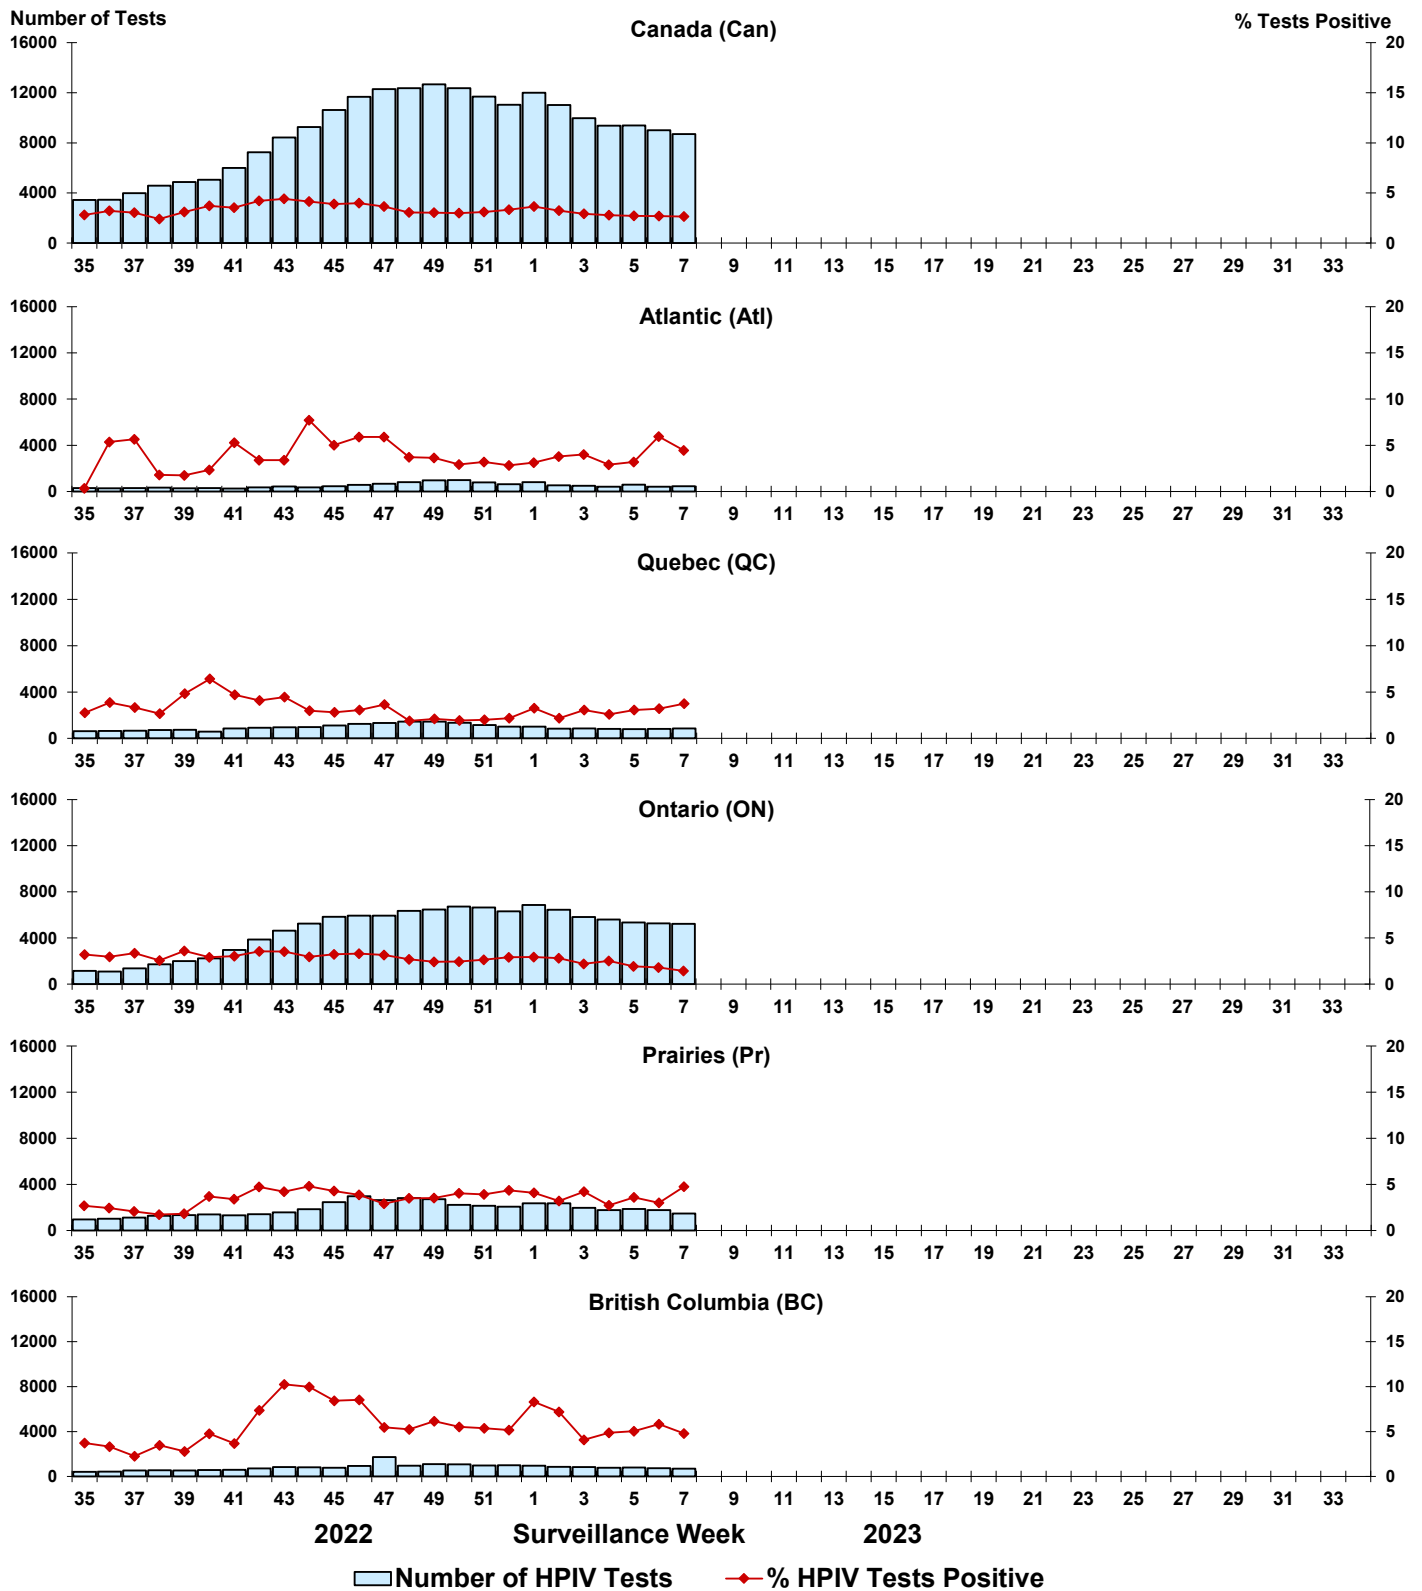 Number of Tests
Canada (Can)
% Tests Positive
16000 20
12000 15
8000 10
4000 5
0 0
35 37 39 41 43 45 47 49 51 1 3 5 7 9 11 13 15 17 19 21 23 25 27 29 31 33
Atlantic (Atl)
16000 20
12000 15
8000 10
4000 5
0 0
35 37 39 41 43 45 47 49 51 1 3 5 7 9 11 13 15 17 19 21 23 25 27 29 31 33
Quebec (QC)
16000 20
12000 15
8000 10
4000 5
0 0
35 37 39 41 43 45 47 49 51 1 3 5 7 9 11 13 15 17 19 21 23 25 27 29 31 33
Ontario (ON)
16000 20
12000 15
8000 10
4000 5
0 0
35 37 39 41 43 45 47 49 51 1 3 5 7 9 11 13 15 17 19 21 23 25 27 29 31 33
Prairies (Pr)
16000 20
12000 15
8000 10
4000 5
0 0
35 37 39 41 43 45 47 49 51 1 3 5 7 9 11 13 15 17 19 21 23 25 27 29 31 33
British Columbia (BC)
16000 20
12000 15
8000 10
4000 5
0 0
35 37 39 41 43 45 47 49 51 1 3 5 7 9 11 13 15 17 19 21 23 25 27 29 31 33
2022 Surveillance Week 2023
Number of HPIV Tests % HPIV Tests Positive